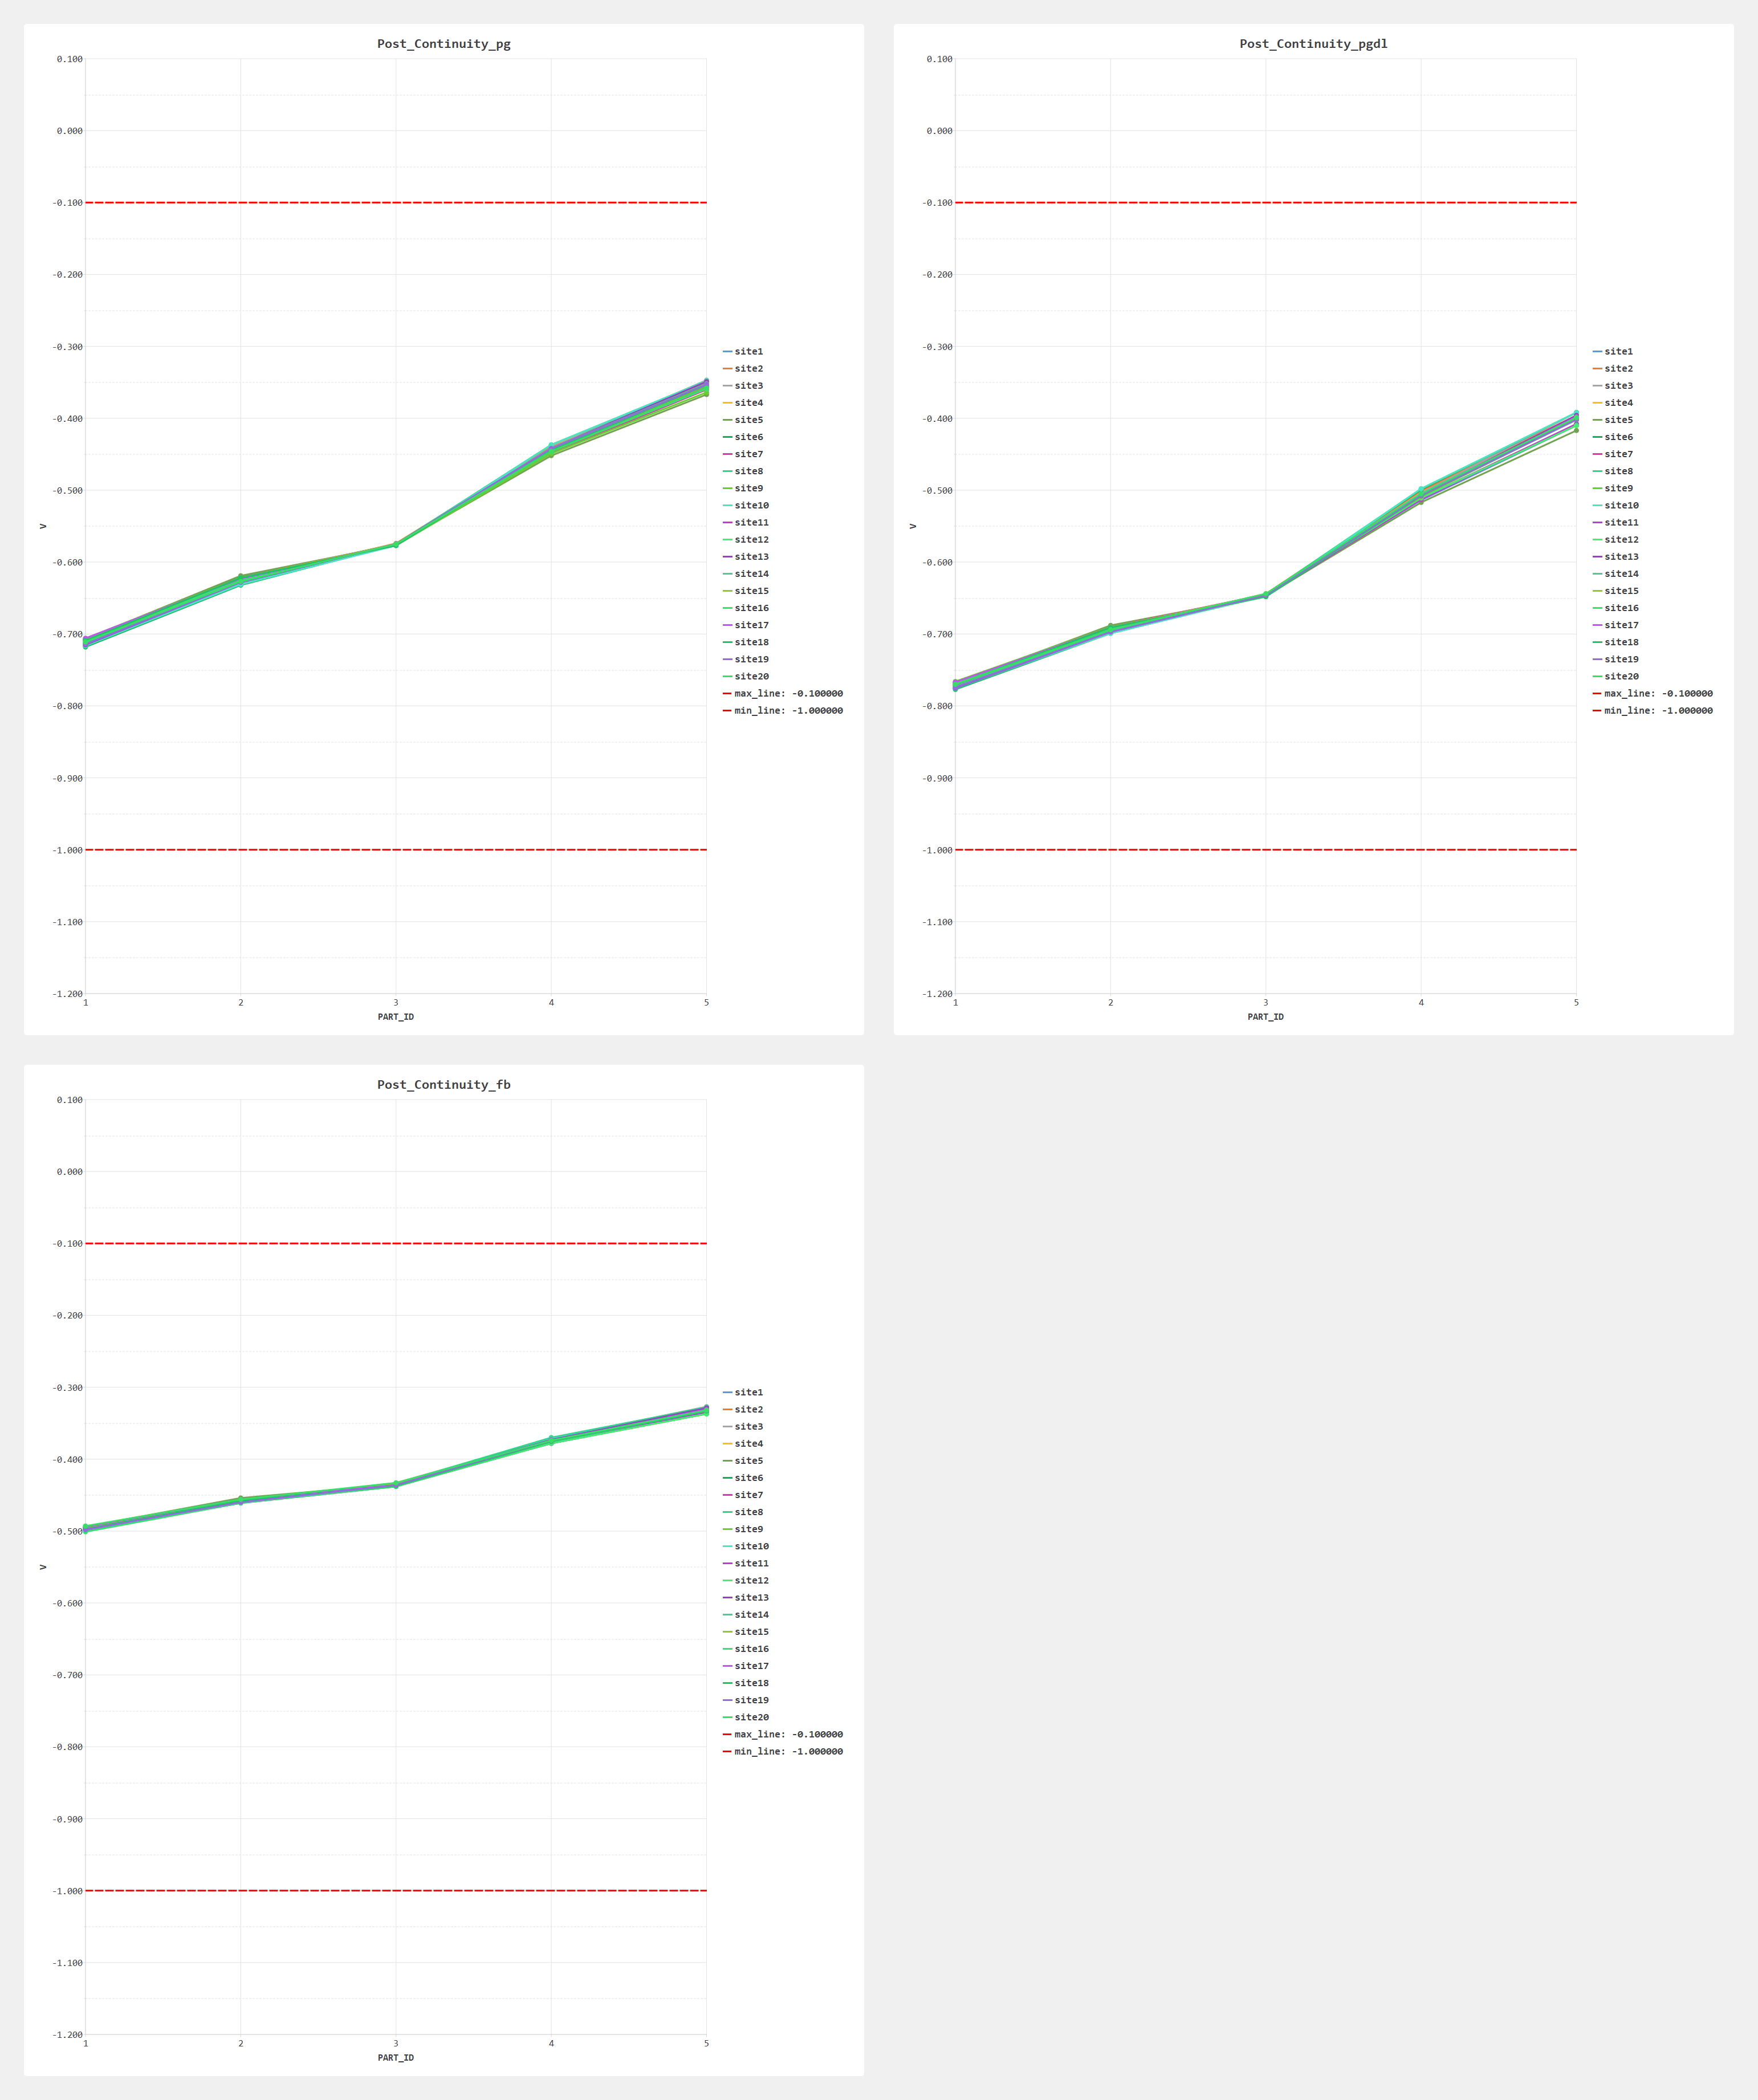 Post_Continuity_pg
0.100
0.000
-0.100
-0.200
-0.300
-0.400
-0.500
-0.600
-0.700
-0.800
-0.900
-1.000
-1.100
-1.200
V
1 2 3 4 5
PART_ID
site1
site2
site3
site4
site5
site6
site7
site8
site9
site10
site11
site12
site13
site14
site15
site16
site17
site18
site19
site20
max_line: -0.100000
min_line: -1.000000
Post_Continuity_pgdl
0.100
0.000
-0.100
-0.200
-0.300
-0.400
-0.500
-0.600
-0.700
-0.800
-0.900
-1.000
-1.100
-1.200
V
1 2 3 4 5
PART_ID
site1
site2
site3
site4
site5
site6
site7
site8
site9
site10
site11
site12
site13
site14
site15
site16
site17
site18
site19
site20
max_line: -0.100000
min_line: -1.000000
Post_Continuity_fb
0.100
0.000
-0.100
-0.200
-0.300
-0.400
-0.500
-0.600
-0.700
-0.800
-0.900
-1.000
-1.100
-1.200
V
1 2 3 4 5
PART_ID
site1
site2
site3
site4
site5
site6
site7
site8
site9
site10
site11
site12
site13
site14
site15
site16
site17
site18
site19
site20
max_line: -0.100000
min_line: -1.000000